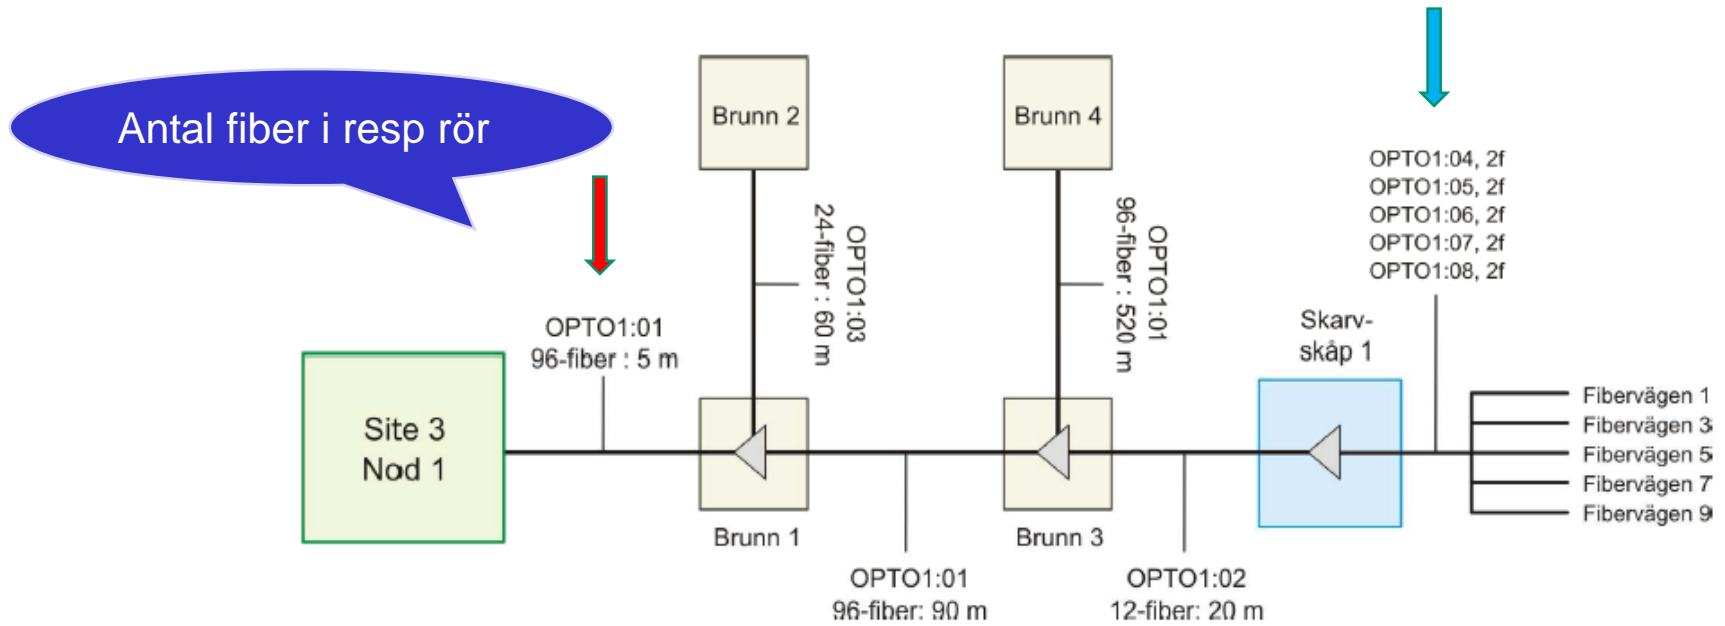 Antal fiber i resp rör
Brunn 2
Brunn 4
OPTO1:04, 2f
OPTO1:05, 2f
OPTO1:06, 2f
OPTO1:07, 2f
OPTO1:08, 2f
OPTO1:03
24-fiber : 60 m
OPTO1:01
96-fiber : 520 m
OPTO1:01
96-fiber : 5 m
Skarv-
skåp 1
Site 3
Nod 1
Fibervägen 1
Fibervägen 3
Fibervägen 5
Fibervägen 7
Fibervägen 9
Brunn 1
Brunn 3
OPTO1:01
96-fiber: 90 m
OPTO1:02
12-fiber: 20 m